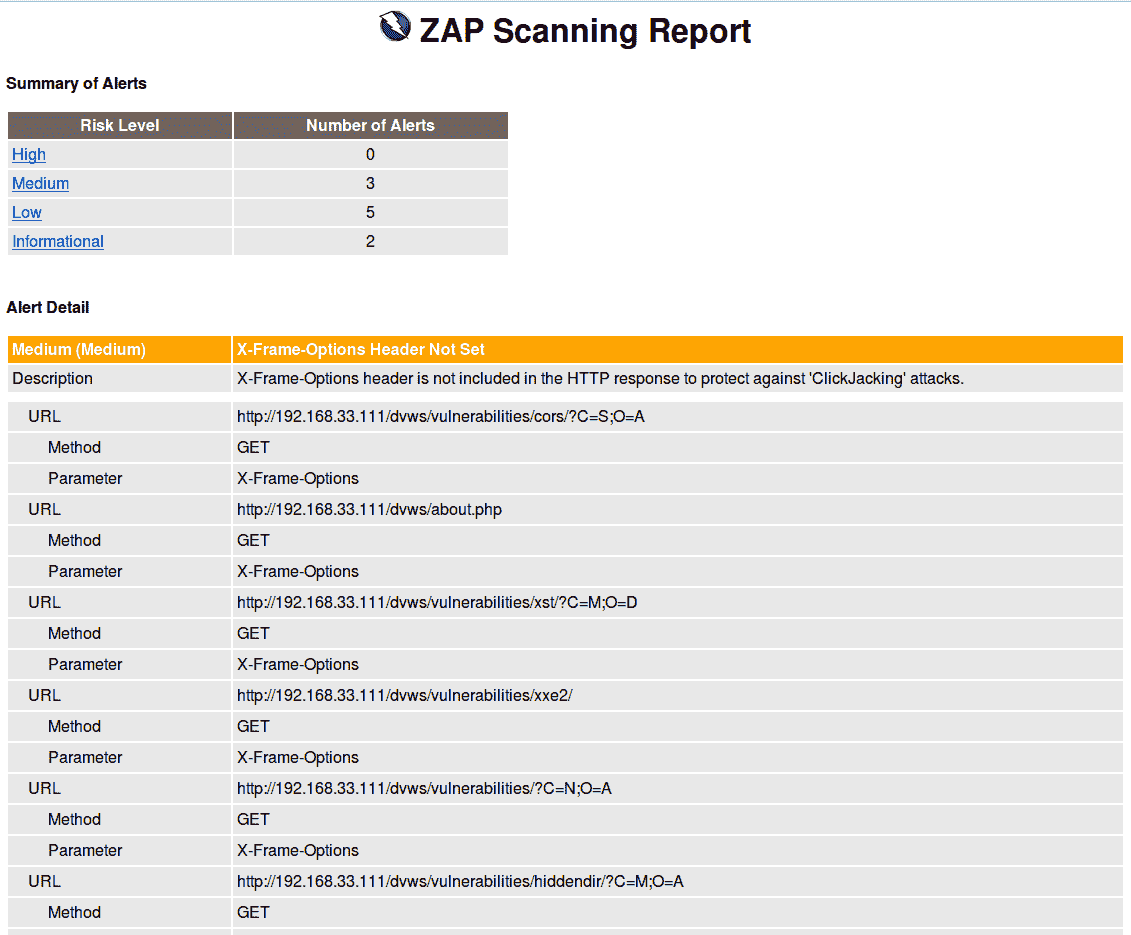 ZAP Scanning Report
Summary of Alerts
Risk Level Number of Alerts
High 0
Medium 3
Low 5
Informational 2
Alert Detail
Medium (Medium) X-Frame-Options Header Not Set
Description X-Frame-Options header is not included in the HTTP response to protect against 'ClickJacking' attacks.
URL http://192.168.33.111/dvws/vulnerabilities/cors/?C=S;O=A
Method GET
Parameter X-Frame-Options
URL http://192.168.33.111/dvws/about.php
Method GET
Parameter X-Frame-Options
URL http://192.168.33.111/dvws/vulnerabilities/xst/?C=M;O=D
Method GET
Parameter X-Frame-Options
URL http://192.168.33.111/dvws/vulnerabilities/xxe2/
Method GET
Parameter X-Frame-Options
URL http://192.168.33.111/dvws/vulnerabilities/?C=N;O=A
Method GET
Parameter X-Frame-Options
URL http://192.168.33.111/dvws/vulnerabilities/hiddendir/?C=M;O=A
Method GET